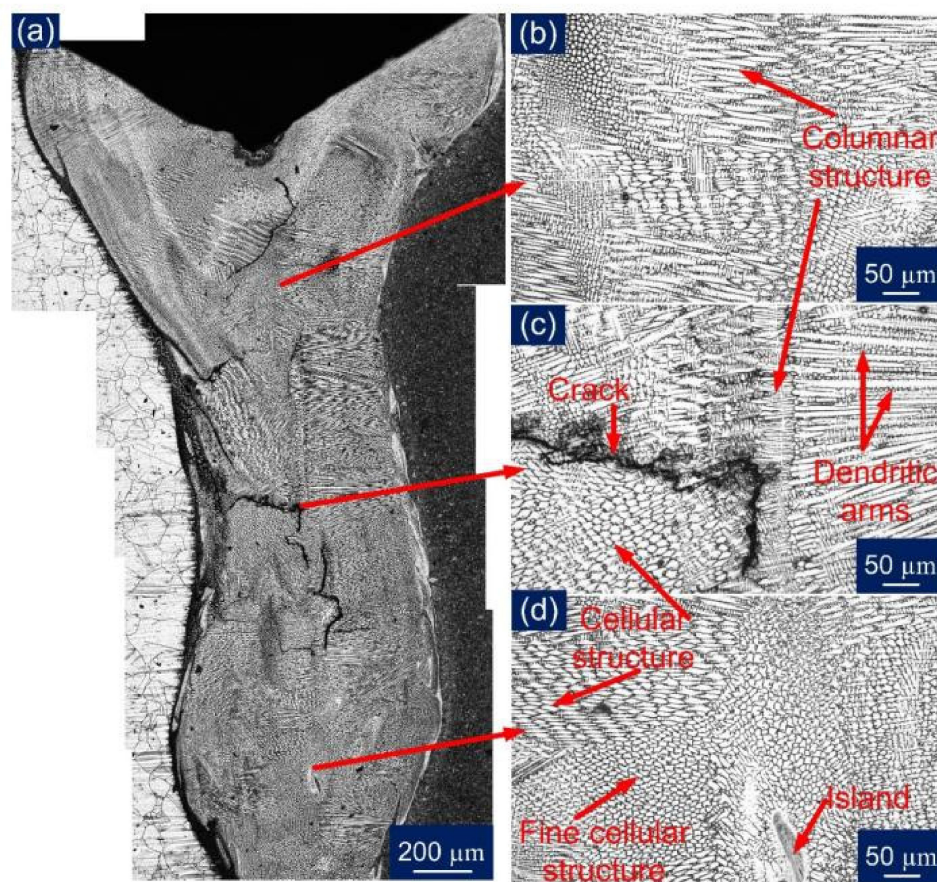 (a)
200 µm
(b)
Columnar
structure
50 µm
(c)
Crack
Dendritic
arms
50 µm
(d)
Cellular
structure
Fine cellular
structure
Island
50 µm